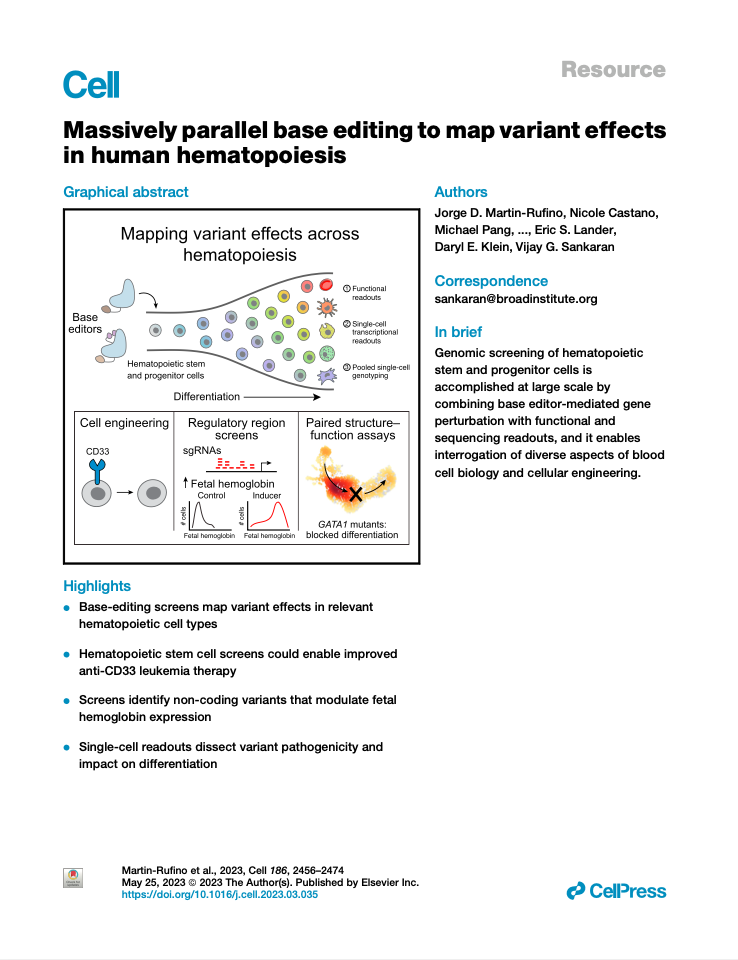 Resource
Cell
Massively parallel base editing to map variant effects
in human hematopoiesis
Graphical abstract
Mapping variant effects across
hematopoiesis
Base
editors
Hematopoietic stem
and progenitor cells
1 Functional
readouts
2 Single-cell
transcriptional
readouts
3 Pooled single-cell
genotyping
Differentiation
Cell engineering
CD33
Regulatory region
screens
sgRNAs
Fetal hemoglobin
Control
Inducer
# cells
# cells
Fetal hemoglobin
Fetal hemoglobin
Paired structure–
function assays
GATA1 mutants:
blocked differentiation
Highlights
● Base-editing screens map variant effects in relevant
hematopoietic cell types
● Hematopoietic stem cell screens could enable improved
anti-CD33 leukemia therapy
● Screens identify non-coding variants that modulate fetal
hemoglobin expression
● Single-cell readouts dissect variant pathogenicity and
impact on differentiation
Authors
Jorge D. Martin-Rufino, Nicole Castano,
Michael Pang, ..., Eric S. Lander,
Daryl E. Klein, Vijay G. Sankaran
Correspondence
sankaran@broadinstitute.org
In brief
Genomic screening of hematopoietic
stem and progenitor cells is
accomplished at large scale by
combining base editor-mediated gene
perturbation with functional and
sequencing readouts, and it enables
interrogation of diverse aspects of blood
cell biology and cellular engineering.
Martin-Rufino et al., 2023, Cell 186, 2456–2474
May 25, 2023 © 2023 The Author(s). Published by Elsevier Inc.
https://doi.org/10.1016/j.cell.2023.03.035
CellPress